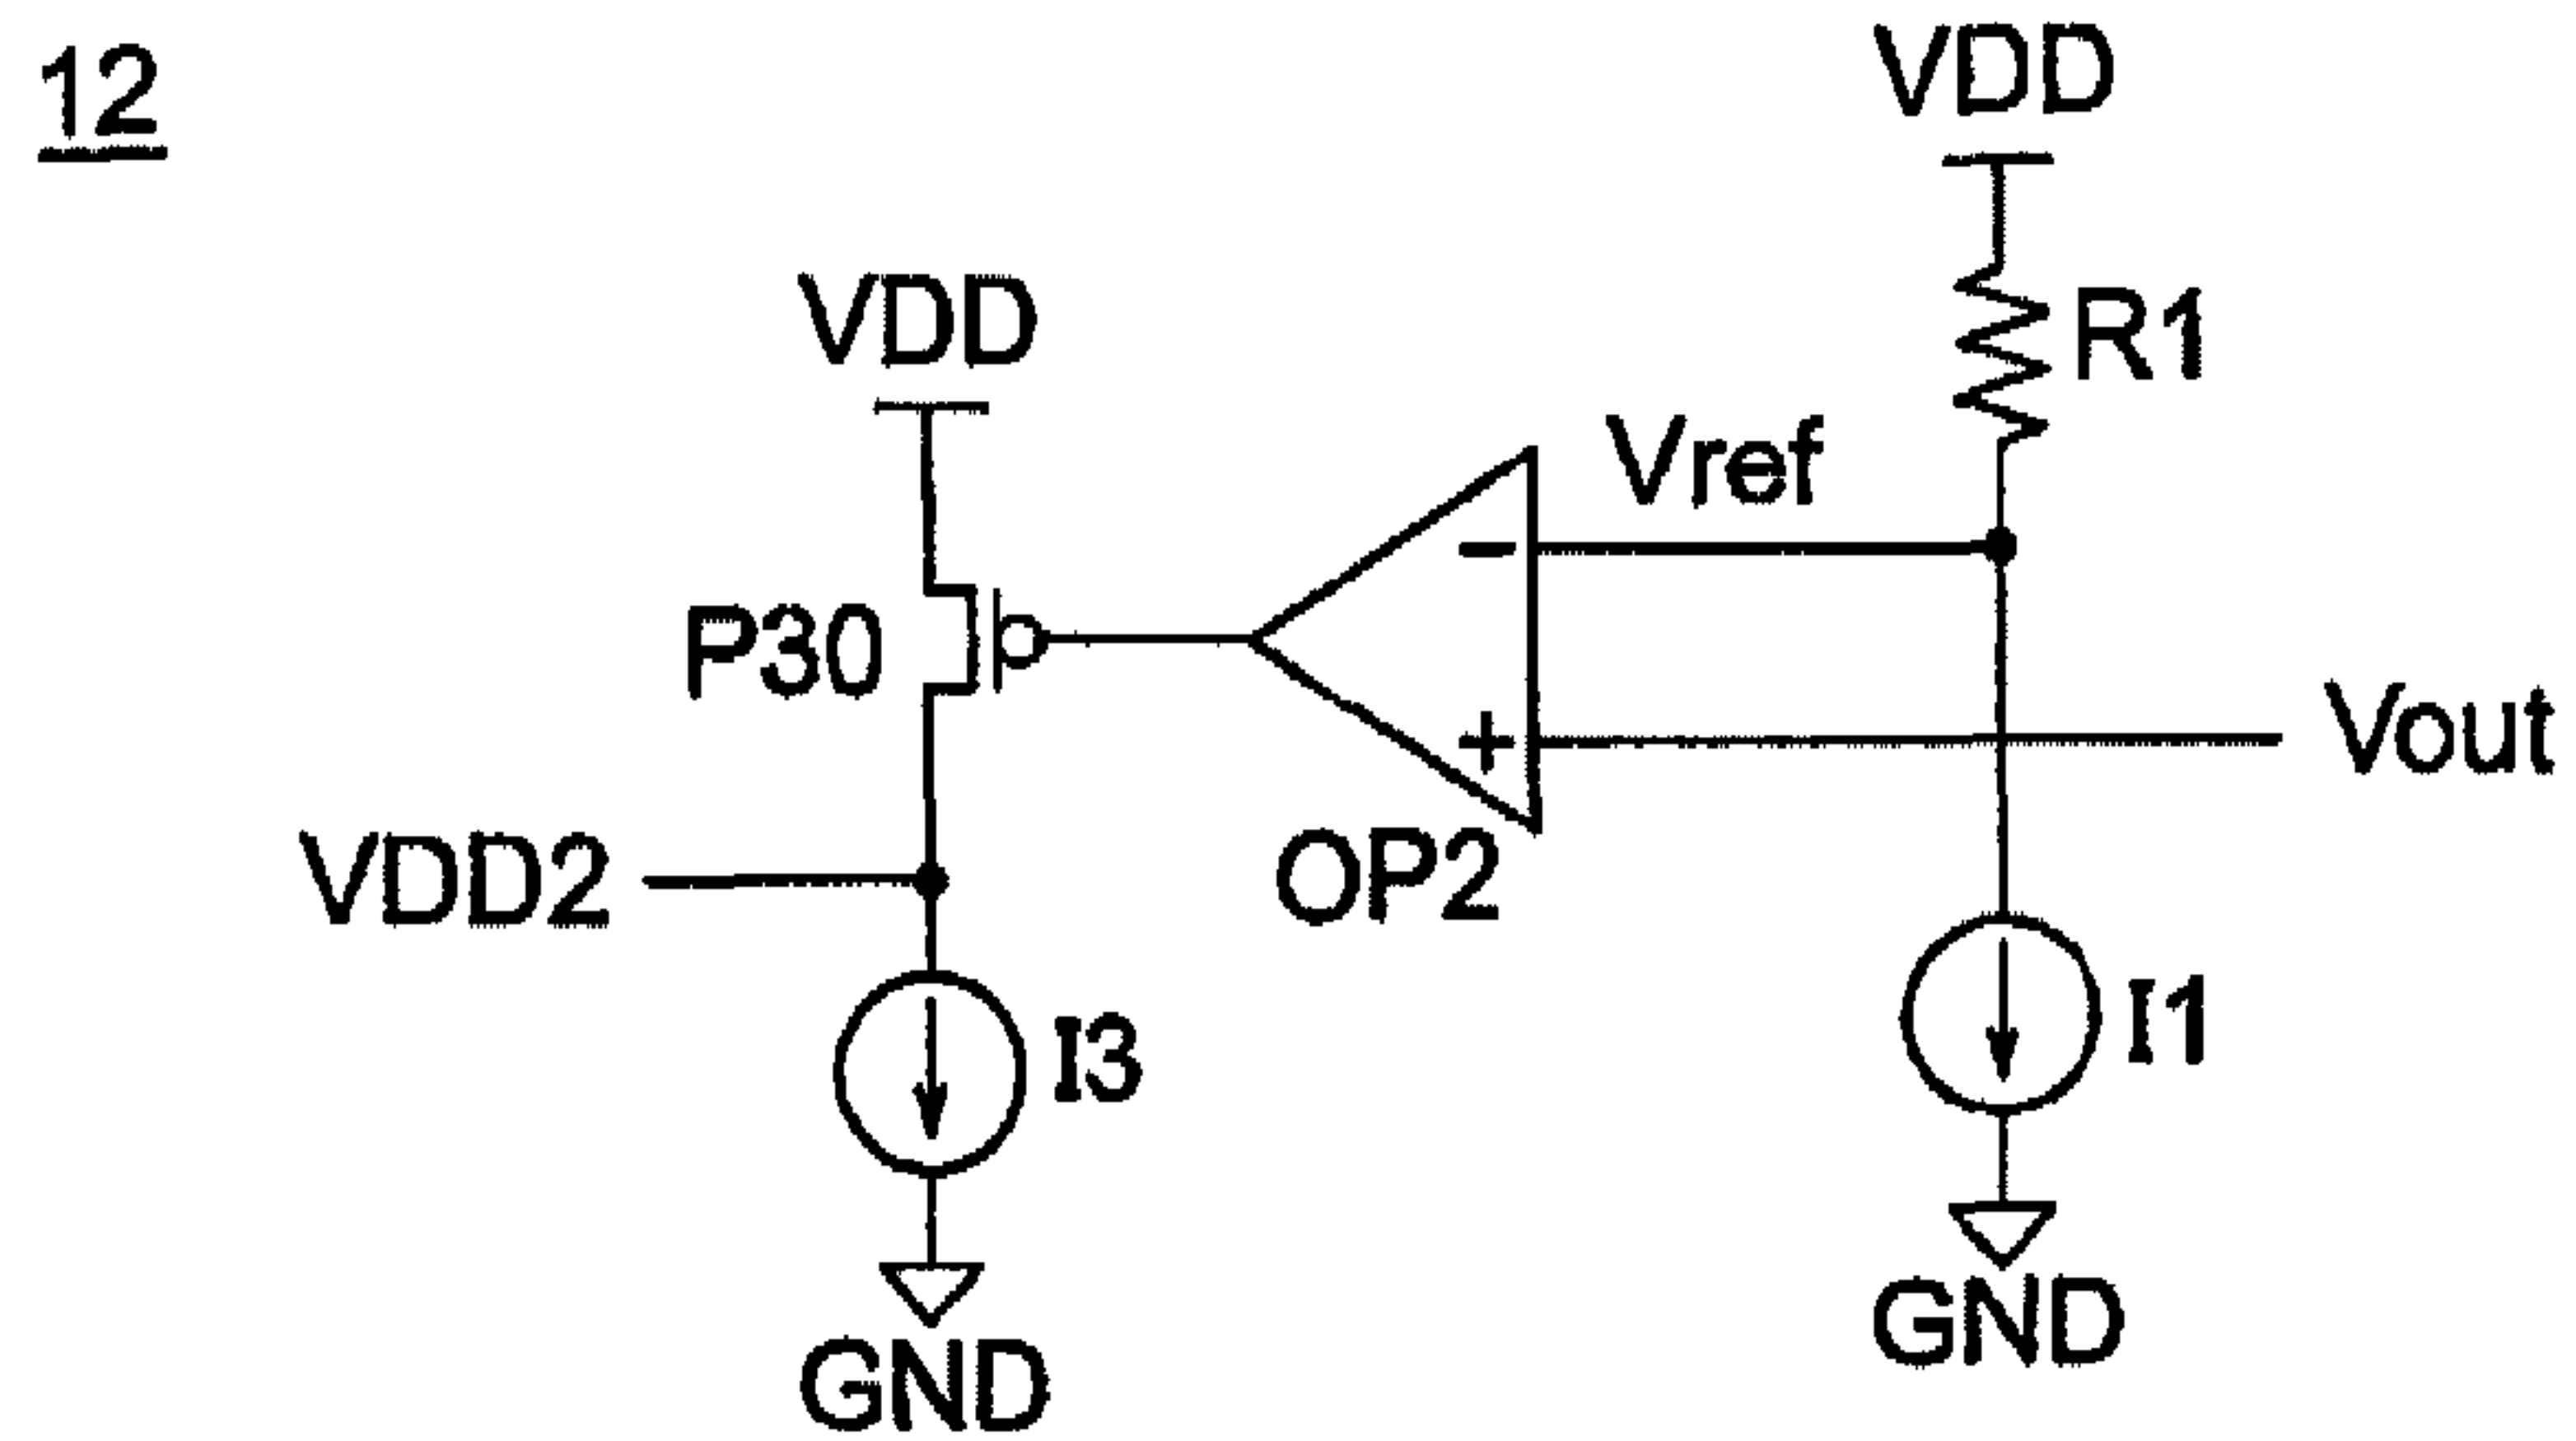 12
VDD
VDD
R1
Vref
P30
-
+
Vout
VDD2
OP2
I3
I1
GND
GND